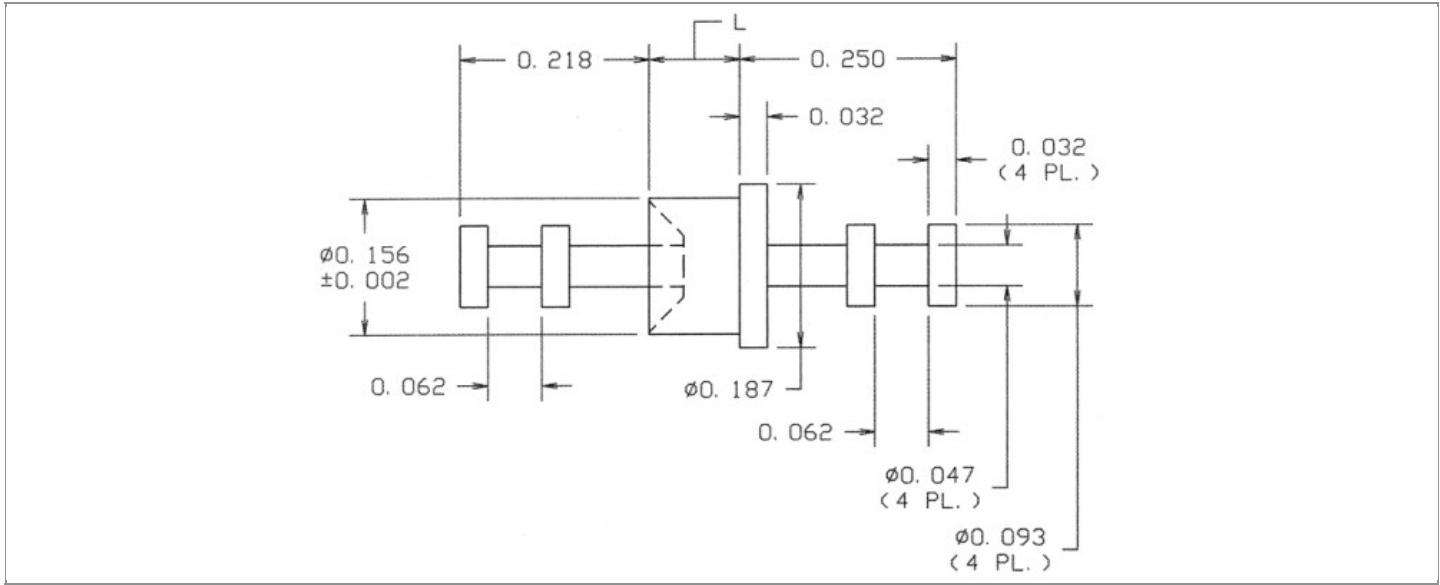 L
0. 218
0. 250
0. 032
0. 032
( 4 PL. )
ø0. 156
±0. 002
0. 062
ø0. 187
0. 062
ø0. 047
( 4 PL. )
ø0. 093
( 4 PL. )